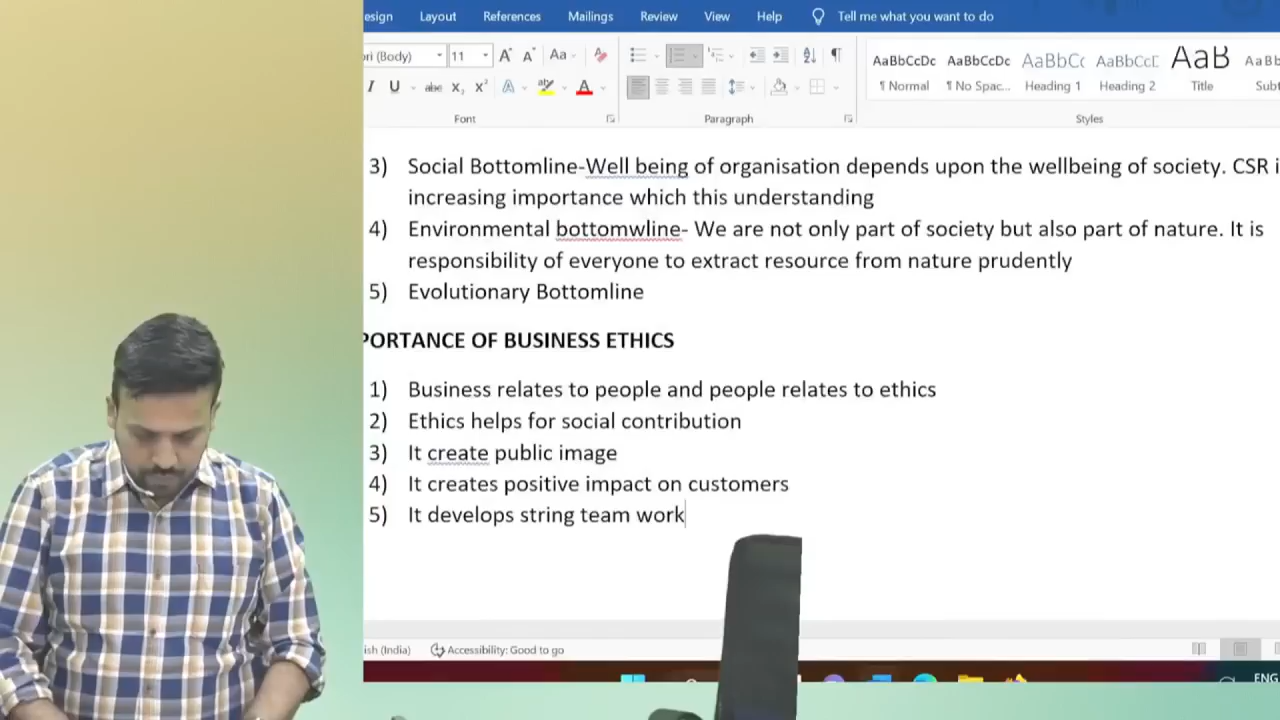 esign Layout References Mailings Review View Help Tell me what you want to do
ri (Body) 11 Aa AaBbCcDc AaBbCcDc AaBbCc AaBbCcD AaB AaBb
I U abc x₂ x² A A ¶ Normal ¶ No Spac... Heading 1 Heading 2 Title Subt
Font Paragraph Styles
3) Social Bottomline-Well being of organisation depends upon the wellbeing of society. CSR i
increasing importance which this understanding
4) Environmental bottomwline- We are not only part of society but also part of nature. It is
responsibility of everyone to extract resource from nature prudently
5) Evolutionary Bottomline
PORTANCE OF BUSINESS ETHICS
1) Business relates to people and people relates to ethics
2) Ethics helps for social contribution
3) It create public image
4) It creates positive impact on customers
5) It develops string team work
ish (India) Accessibility: Good to go
ENG